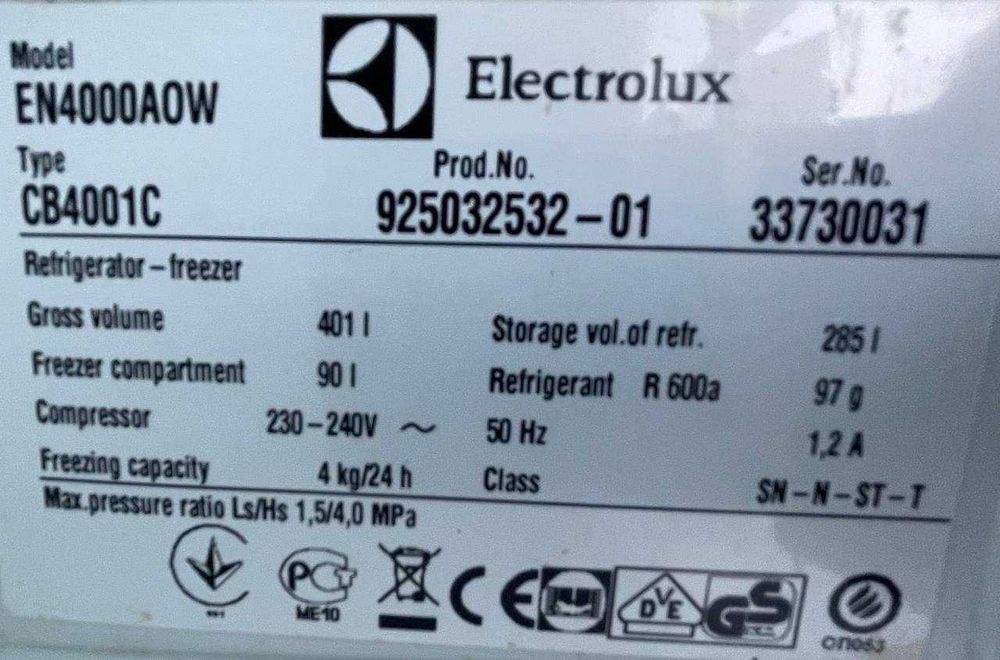 Model
EN4000AOW
Electrolux
Type
CB4001C
Prod.No.
925032532-01
Ser.No.
33730031
Refrigerator-freezer
Gross volume 401 l Storage vol.of refr. 285 l
Freezer compartment 90 l Refrigerant R 600a 97 g
Compressor 230-240V ~ 50 Hz 1,2 A
Freezing capacity 4 kg/24 h Class SN-N-ST-T
Max.pressure ratio Ls/Hs 1,5/4,0 MPa
РСТ
ME10
CE
DVE
GS